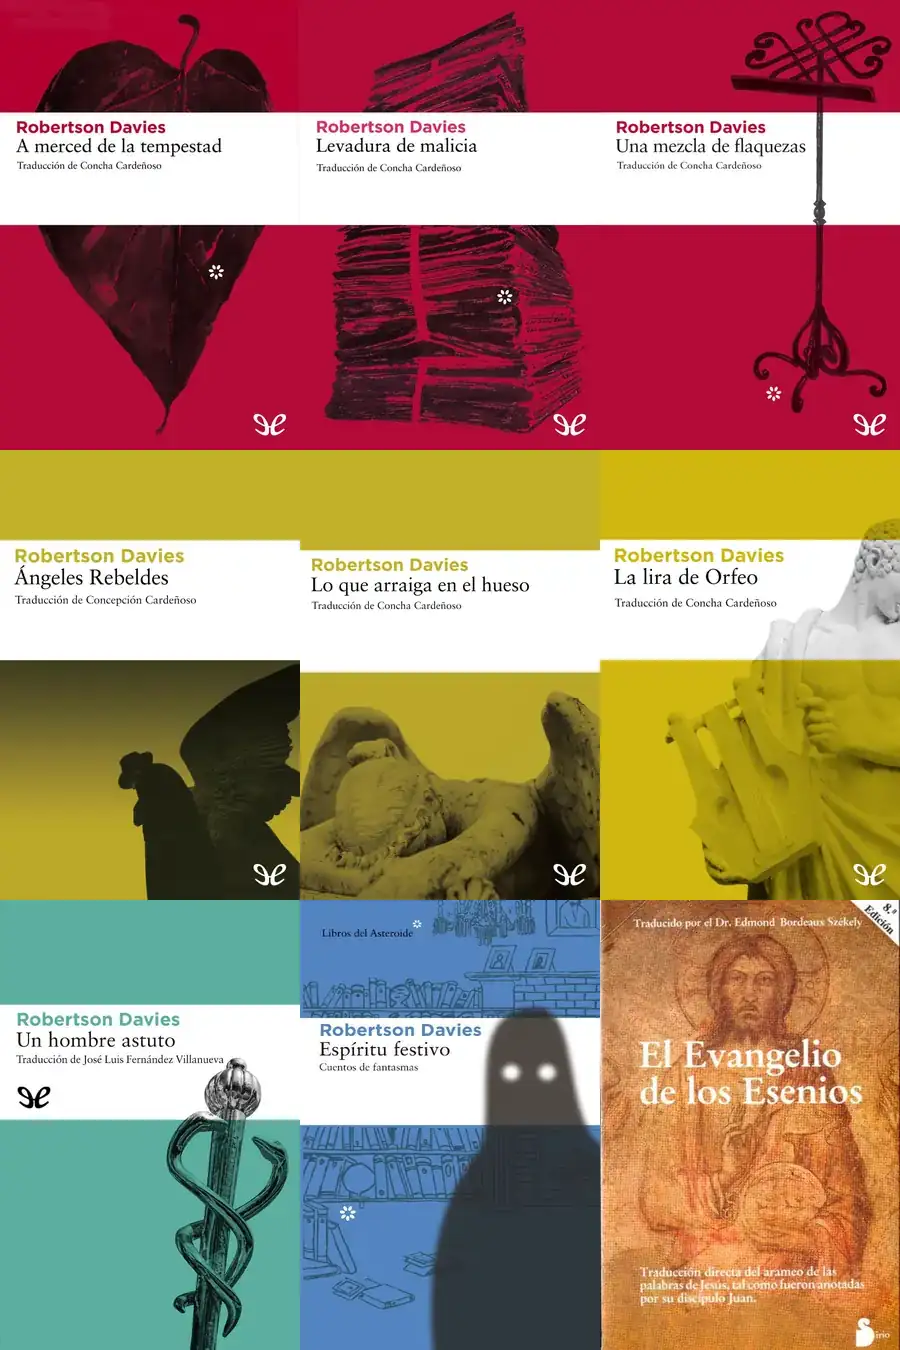 Robertson Davies
A merced de la tempestad
Traducción de Concha Cardeñoso
Robertson Davies
Levadura de malicia
Traducción de Concha Cardeñoso
Robertson Davies
Una mezcla de flaquezas
Traducción de Concha Cardeñoso
Robertson Davies
Ángeles Rebeldes
Traducción de Concepción Cardeñoso
Robertson Davies
Lo que arraiga en el hueso
Traducción de Concha Cardeñoso
Robertson Davies
La lira de Orfeo
Traducción de Concha Cardeñoso
Robertson Davies
Un hombre astuto
Traducción de José Luis Fernández Villanueva
Libros del Asteroide
Robertson Davies
Espíritu festivo
Cuentos de fantasmas
8.ª
Edición
Traducido por el Dr. Edmond Bordeaux Székely
El Evangelio
de los Esenios
Traducción directa del arameo de las
palabras de Jesús, tal como fueron anotadas
por su discípulo Juan.
Sirio